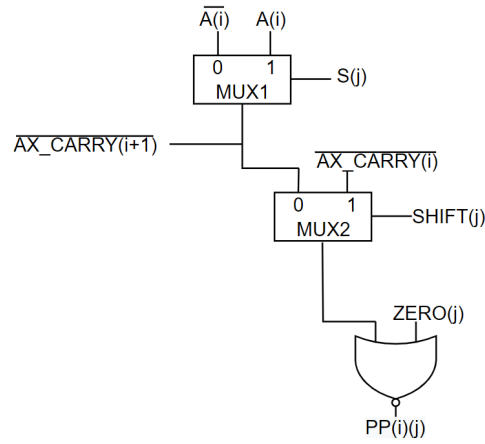 A(i) A(i)
0 1
MUX1
S(j)
AX_CARRY(i+1)
AX_CARRY(i)
0 1
MUX2
SHIFT(j)
ZERO(j)
PP(i)(j)